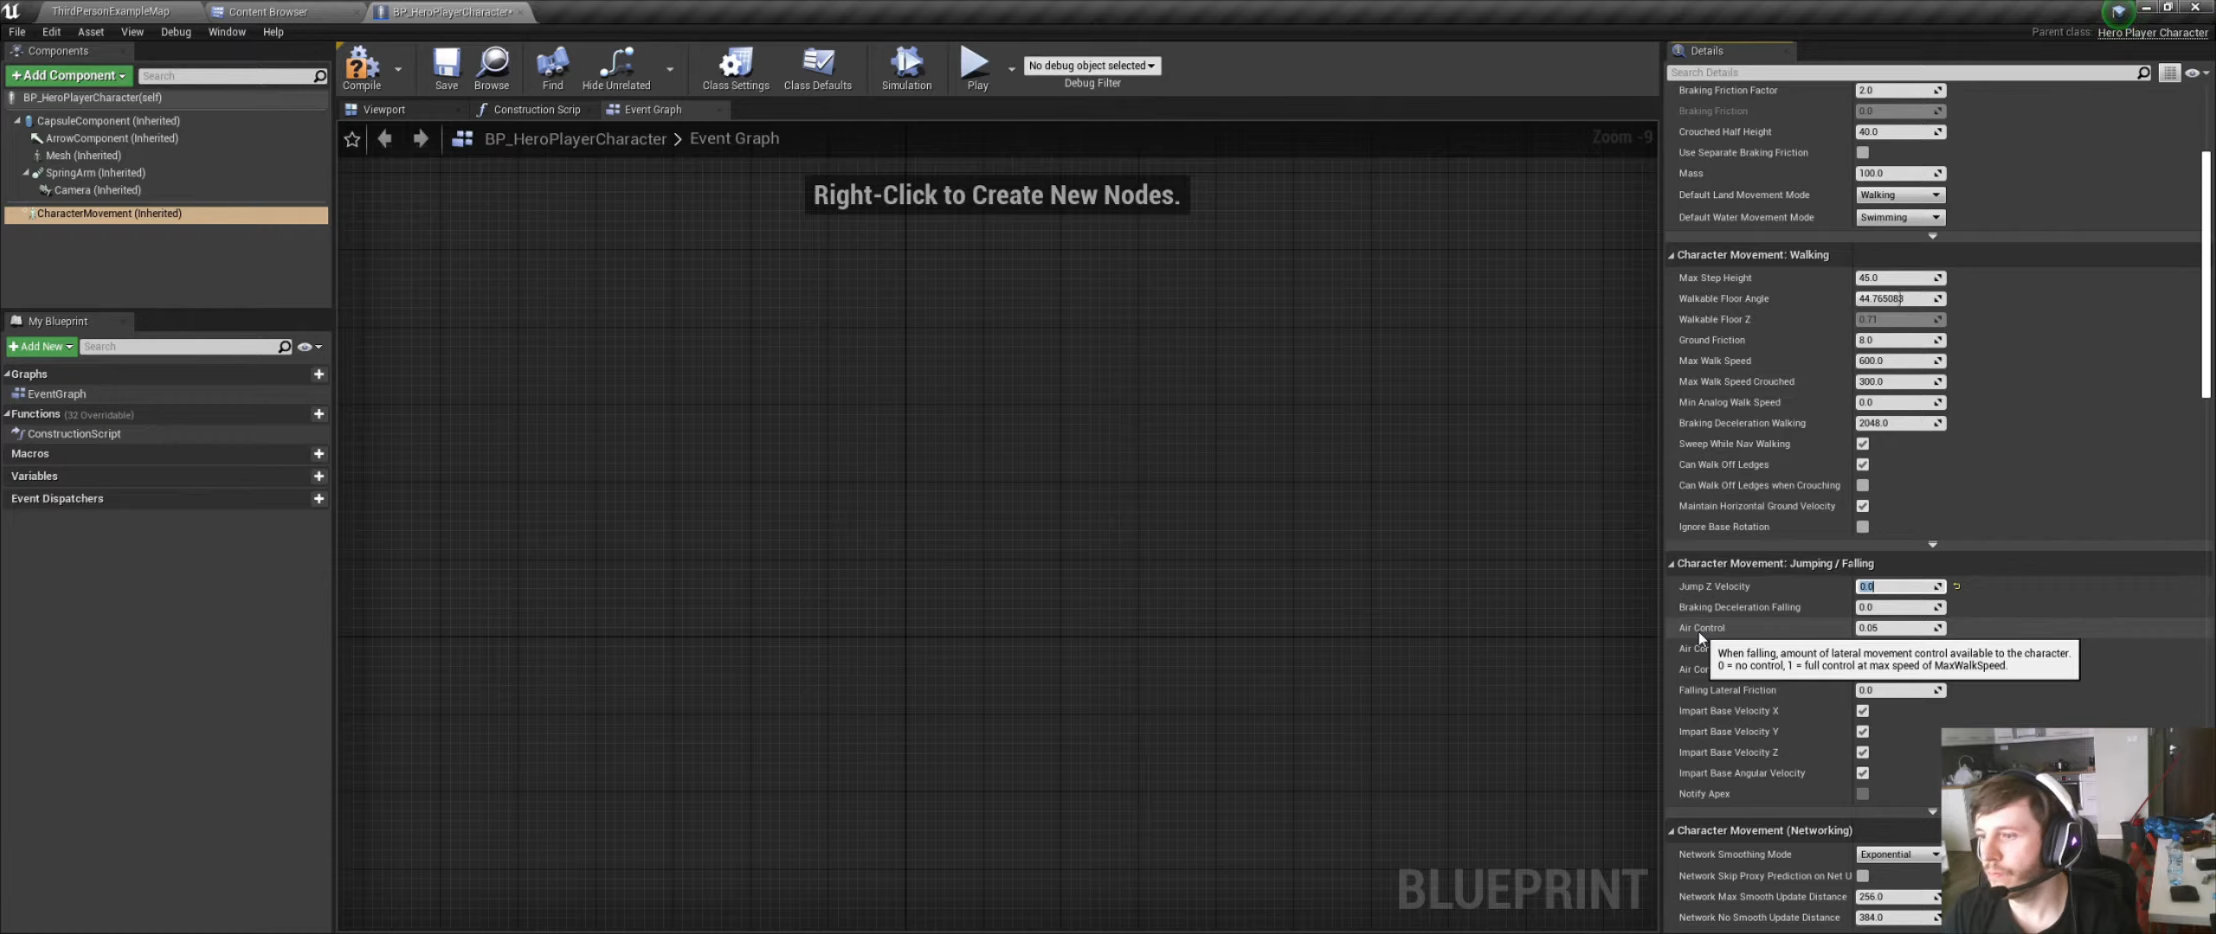 ThirdPersonExampleMap
Content Browser
BP_HeroPlayerCharacter*
File Edit Asset View Debug Window Help
Parent class: Hero Player Character
Components
+Add Component
Search
BP_HeroPlayerCharacter(self)
CapsuleComponent (Inherited)
ArrowComponent (Inherited)
Mesh (Inherited)
SpringArm (Inherited)
Camera (Inherited)
CharacterMovement (Inherited)
My Blueprint
+Add New
Search
Graphs
EventGraph
Functions (32 Overridable)
ConstructionScript
Macros
Variables
Event Dispatchers
Compile
Save
Browse
Find
Hide Unrelated
Class Settings
Class Defaults
Simulation
Play
No debug object selected
Debug Filter
Viewport
Construction Scrip
Event Graph
BP_HeroPlayerCharacter > Event Graph
Zoom -9
Right-Click to Create New Nodes.
BLUEPRINT
Details
Search Details
Braking Friction Factor 2.0
Braking Friction 0.0
Crouched Half Height 40.0
Use Separate Braking Friction
Mass 100.0
Default Land Movement Mode Walking
Default Water Movement Mode Swimming
Character Movement: Walking
Max Step Height 45.0
Walkable Floor Angle 44.765083
Walkable Floor Z 0.71
Ground Friction 8.0
Max Walk Speed 600.0
Max Walk Speed Crouched 300.0
Min Analog Walk Speed 0.0
Braking Deceleration Walking 2048.0
Sweep While Nav Walking
Can Walk Off Ledges
Can Walk Off Ledges when Crouching
Maintain Horizontal Ground Velocity
Ignore Base Rotation
Character Movement: Jumping / Falling
Jump Z Velocity 0.0
Braking Deceleration Falling 0.0
Air Control 0.05
Air Con
Air Con
When falling, amount of lateral movement control available to the character.
0 = no control, 1 = full control at max speed of MaxWalkSpeed.
Falling Lateral Friction 0.0
Impart Base Velocity X
Impart Base Velocity Y
Impart Base Velocity Z
Impart Base Angular Velocity
Notify Apex
Character Movement (Networking)
Network Smoothing Mode Exponential
Network Skip Proxy Prediction on Net U
Network Max Smooth Update Distance 256.0
Network No Smooth Update Distance 384.0